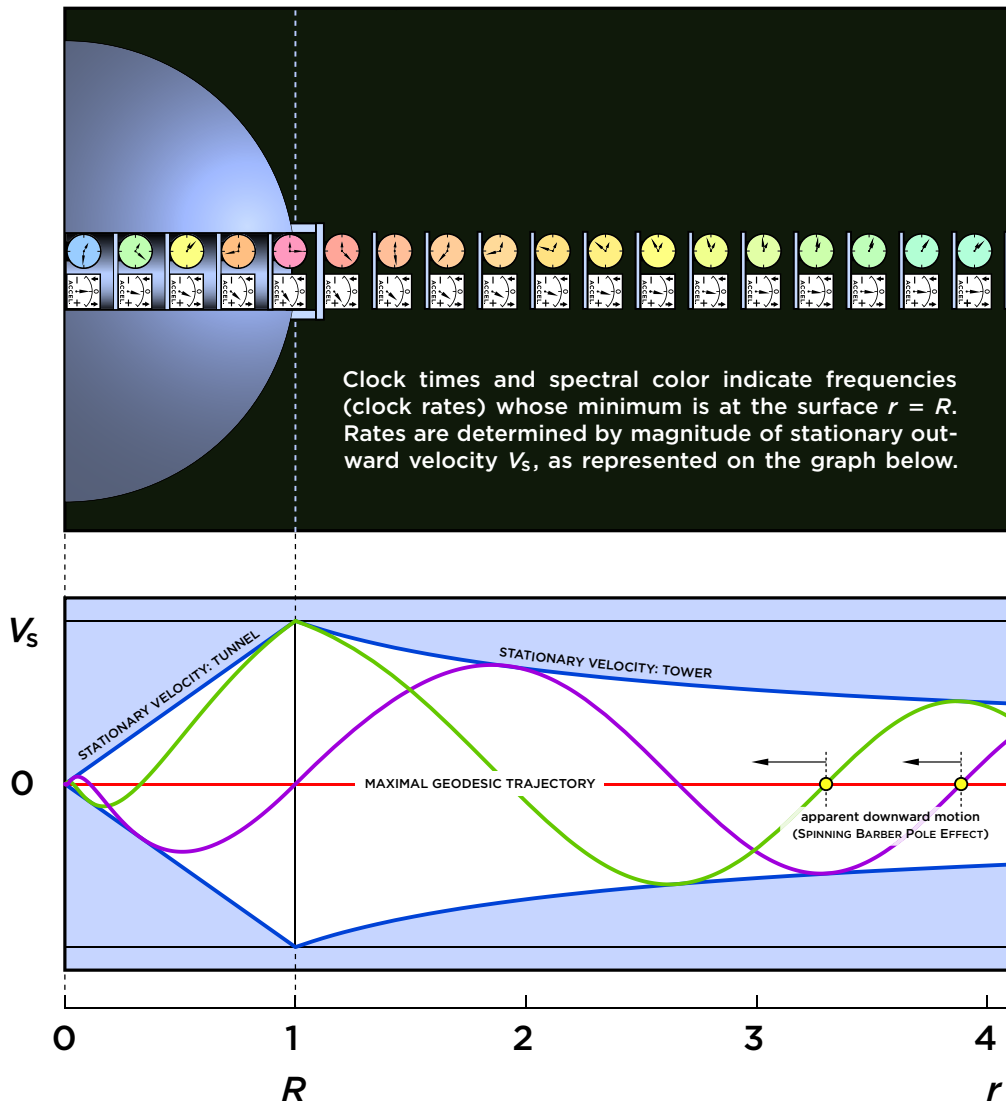 ACCEL
0
+
−
Clock times and spectral color indicate frequencies
(clock rates) whose minimum is at the surface r = R.
Rates are determined by magnitude of stationary out-
ward velocity Vs, as represented on the graph below.
Vs
STATIONARY VELOCITY: TUNNEL
STATIONARY VELOCITY: TOWER
0
MAXIMAL GEODESIC TRAJECTORY
apparent downward motion
(SPINNING BARBER POLE EFFECT)
0 1 2 3 4
R r